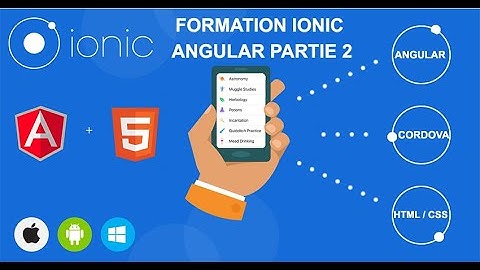 ionic
FORMATION IONIC
ANGULAR PARTIE 2
ANGULAR
Astronomy
Muggle Studies
Herbology
Potions
Incantation
Quidditch Practice
Mead Drinking
A
+
5
CORDOVA
HTML / CSS